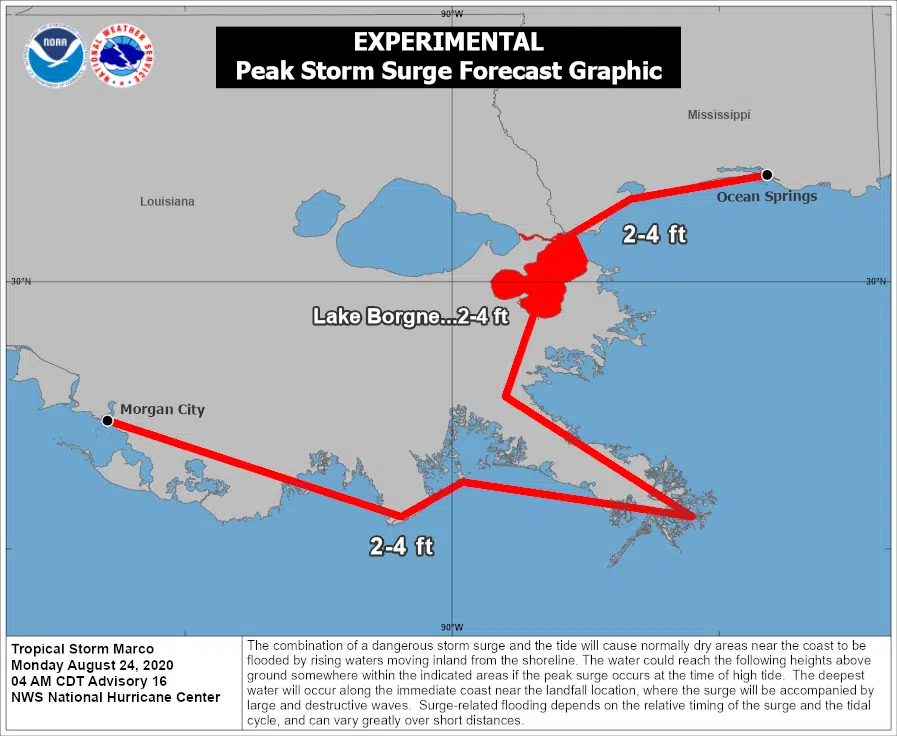 90°W
NOAA
NATIONAL WEATHER SERVICE
EXPERIMENTAL
Peak Storm Surge Forecast Graphic
Mississippi
Louisiana
Ocean Springs
2-4 ft
30°N
30°N
Lake Borgne...2-4 ft
Morgan City
2-4 ft
90°W
Tropical Storm Marco
Monday August 24, 2020
04 AM CDT Advisory 16
NWS National Hurricane Center
The combination of a dangerous storm surge and the tide will cause normally dry areas near the coast to be
flooded by rising waters moving inland from the shoreline. The water could reach the following heights above
ground somewhere within the indicated areas if the peak surge occurs at the time of high tide. The deepest
water will occur along the immediate coast near the landfall location, where the surge will be accompanied by
large and destructive waves. Surge-related flooding depends on the relative timing of the surge and the tidal
cycle, and can vary greatly over short distances.